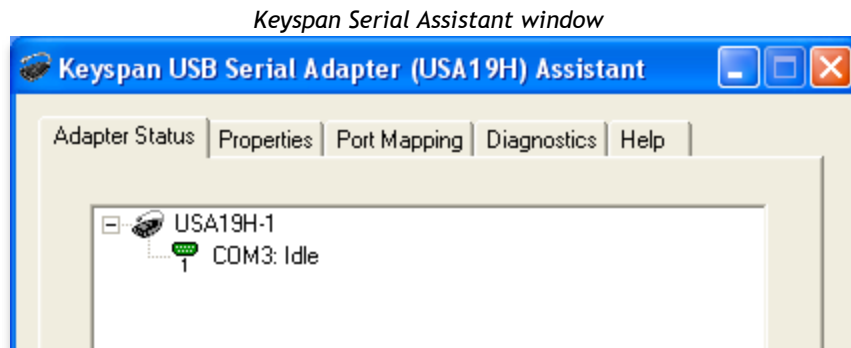 Keyspan Serial Assistant window
Keyspan USB Serial Adapter (USA19H) Assistant
Adapter Status Properties Port Mapping Diagnostics Help
USA19H-1
COM3: Idle
1